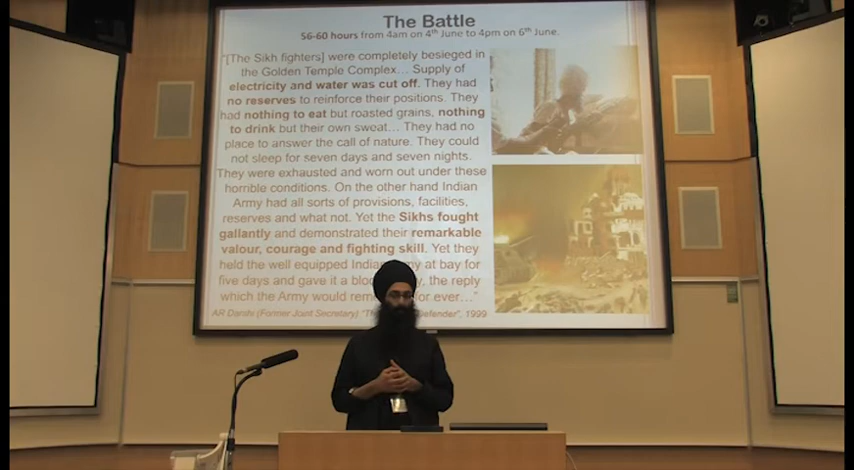 The Battle
56-60 hours from 4am on 4th June to 4pm on 6th June.
"[The Sikh fighters] were completely besieged in
the Golden Temple Complex... Supply of
electricity and water was cut off. They had
no reserves to reinforce their positions. They
had nothing to eat but roasted grains, nothing
to drink but their own sweat... They had no
place to answer the call of nature. They could
not sleep for seven days and seven nights.
They were exhausted and worn out under these
horrible conditions. On the other hand Indian
Army had all sorts of provisions, facilities,
reserves and what not. Yet the Sikhs fought
gallantly and demonstrated their remarkable
valour, courage and fighting skill. Yet they
held the well equipped Indian at bay for
five days and gave it a the reply
which the Army would for ever..."
AR Darshi (Former Joint Secretary) 1999